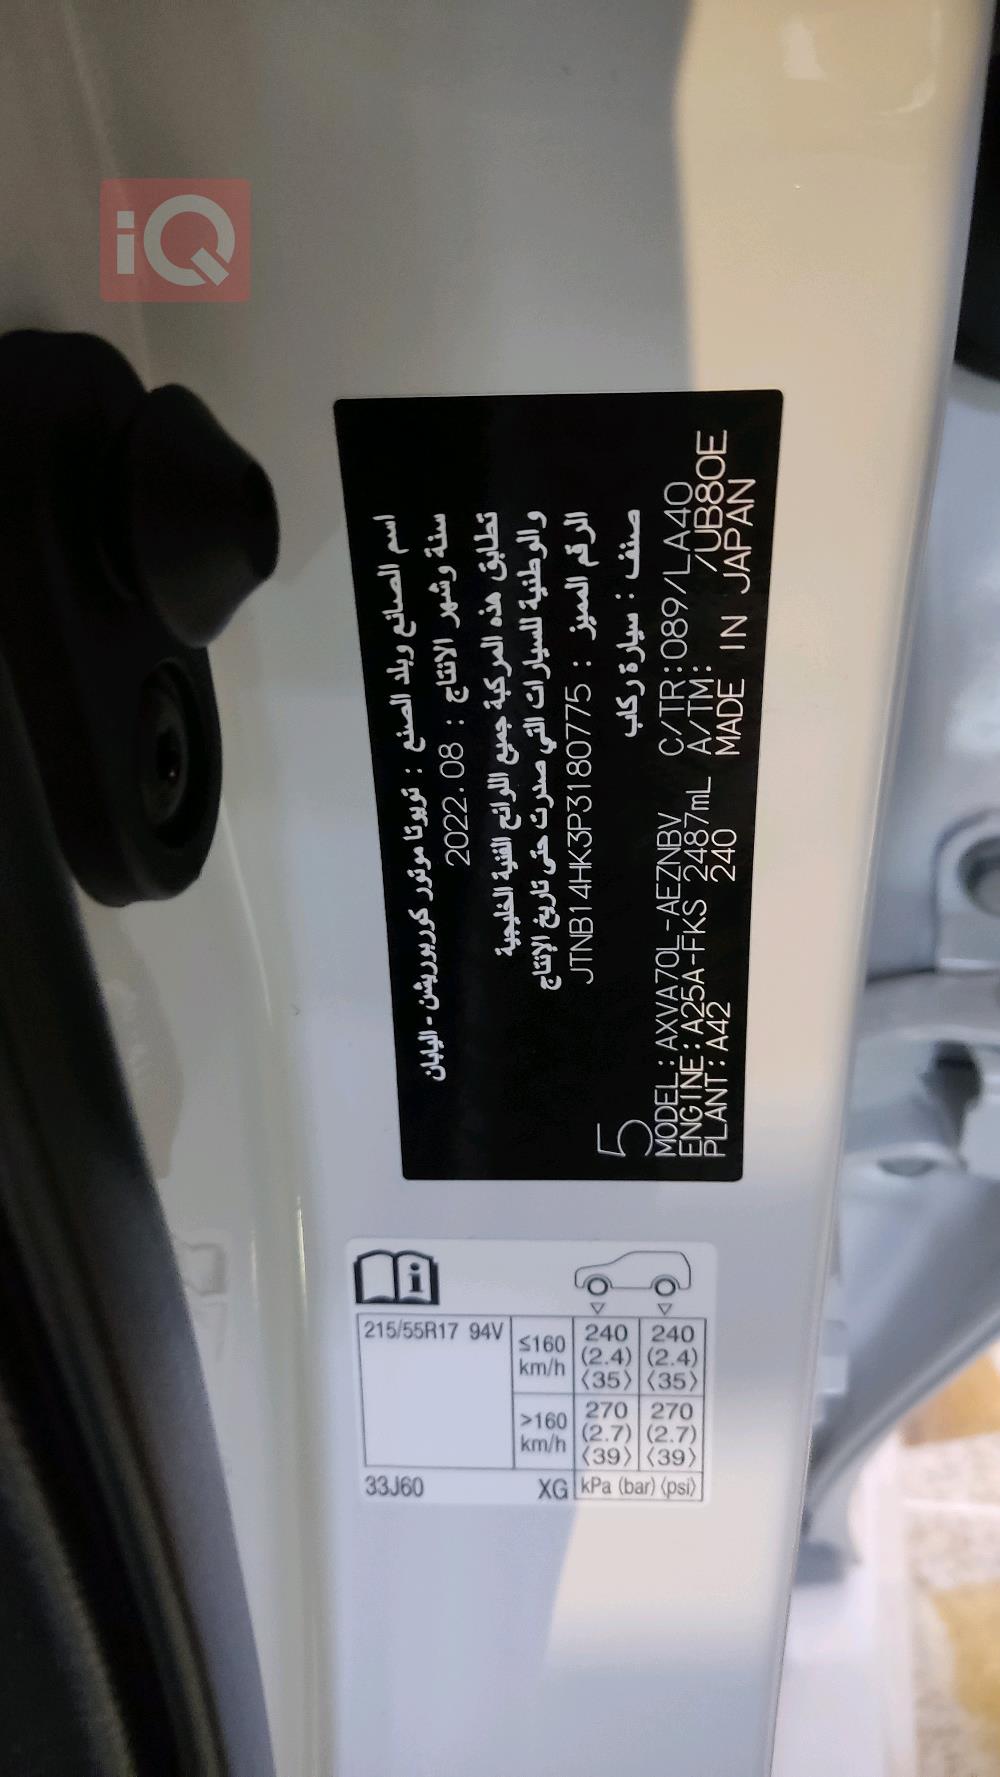 iQ
اسم الصانع وبلد الصنع : تويوتا موتور كوربوريشن - اليابان
سنة وشهر الانتاج : 2022.08
تطابق هذه المركبة جميع اللوائح الفنية الخليجية
والوطنية للسيارات التي صدرت حتى تاريخ الإنتاج
الرقم المميز : JTNB14HK3P3180775
صنف : سيارة ركاب
5
MODEL:AXVA70L-AEZNBV C/TR:089/LA40
ENGINE:A25A-FKS 2487mL A/TM: /UB80E
PLANT:A42 240 MADE IN JAPAN
215/55R17 94V
≤160 km/h 240 (2.4) 〈35〉 240 (2.4) 〈35〉
>160 km/h 270 (2.7) 〈39〉 270 (2.7) 〈39〉
33J60 XG kPa (bar) 〈psi〉